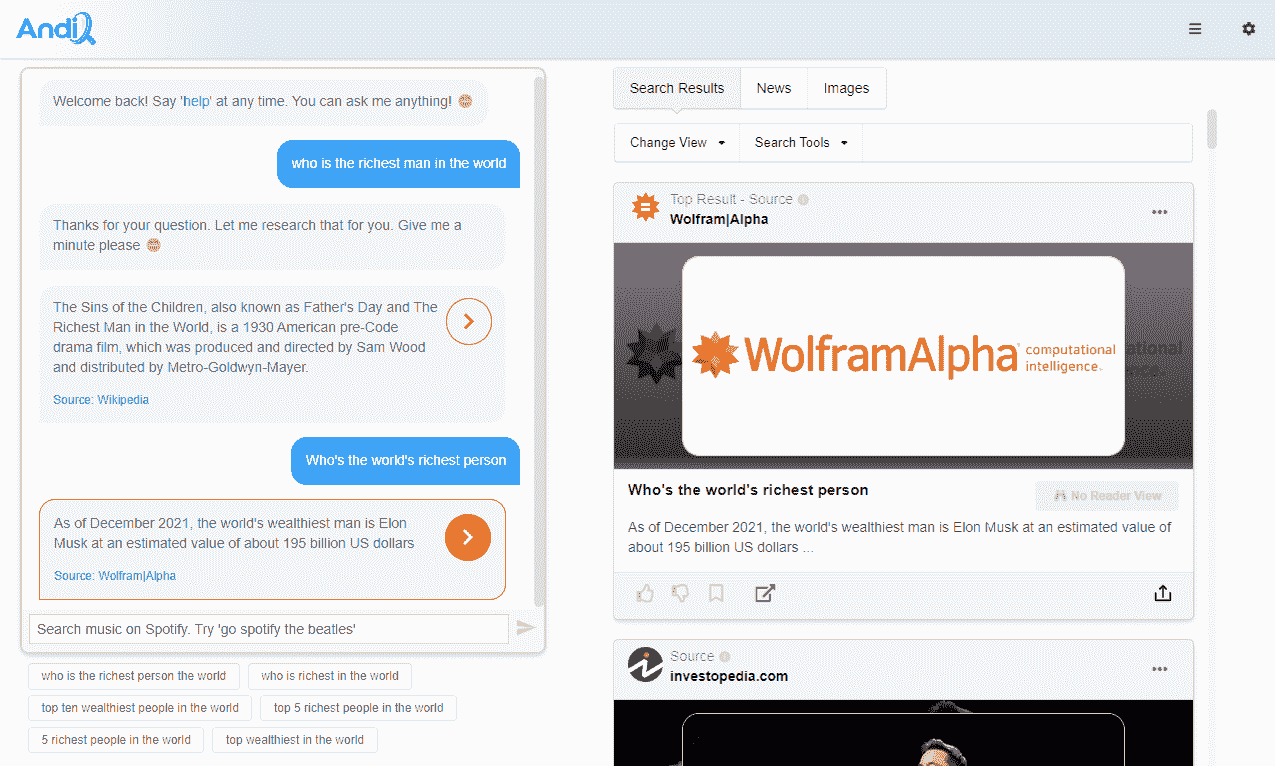 Andi
Welcome back! Say 'help' at any time. You can ask me anything!
who is the richest man in the world
Thanks for your question. Let me research that for you. Give me a
minute please
The Sins of the Children, also known as Father's Day and The
Richest Man in the World, is a 1930 American pre-Code
drama film, which was produced and directed by Sam Wood
and distributed by Metro-Goldwyn-Mayer.
Source: Wikipedia
Who's the world's richest person
As of December 2021, the world's wealthiest man is Elon
Musk at an estimated value of about 195 billion US dollars
Source: Wolfram|Alpha
Search music on Spotify. Try 'go spotify the beatles'
who is the richest person the world
who is richest in the world
top ten wealthiest people in the world
top 5 richest people in the world
5 richest people in the world
top wealthiest in the world
Search Results
News
Images
Change View
Search Tools
Top Result - Source
Wolfram|Alpha
WolframAlpha computational
intelligence.
Who's the world's richest person
No Reader View
As of December 2021, the world's wealthiest man is Elon Musk at an estimated value of
about 195 billion US dollars ...
Source
investopedia.com